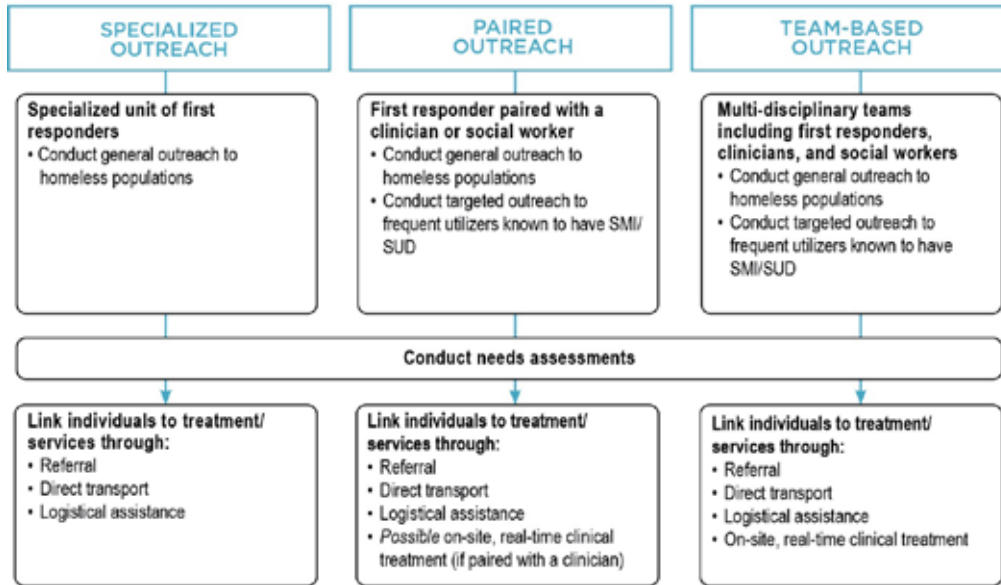 SPECIALIZED
OUTREACH
PAIRED
OUTREACH
TEAM-BASED
OUTREACH
Specialized unit of first
responders
• Conduct general outreach to
homeless populations
First responder paired with a
clinician or social worker
• Conduct general outreach to
homeless populations
• Conduct targeted outreach to
frequent utilizers known to have SMI/
SUD
Multi-disciplinary teams
including first responders,
clinicians, and social workers
• Conduct general outreach to
homeless populations
• Conduct targeted outreach to
frequent utilizers known to have
SMI/SUD
Conduct needs assessments
Link individuals to treatment/
services through:
• Referral
• Direct transport
• Logistical assistance
Link individuals to treatment/
services through:
• Referral
• Direct transport
• Logistical assistance
• Possible on-site, real-time clinical
treatment (if paired with a clinician)
Link individuals to treatment/
services through:
• Referral
• Direct transport
• Logistical assistance
• On-site, real-time clinical treatment